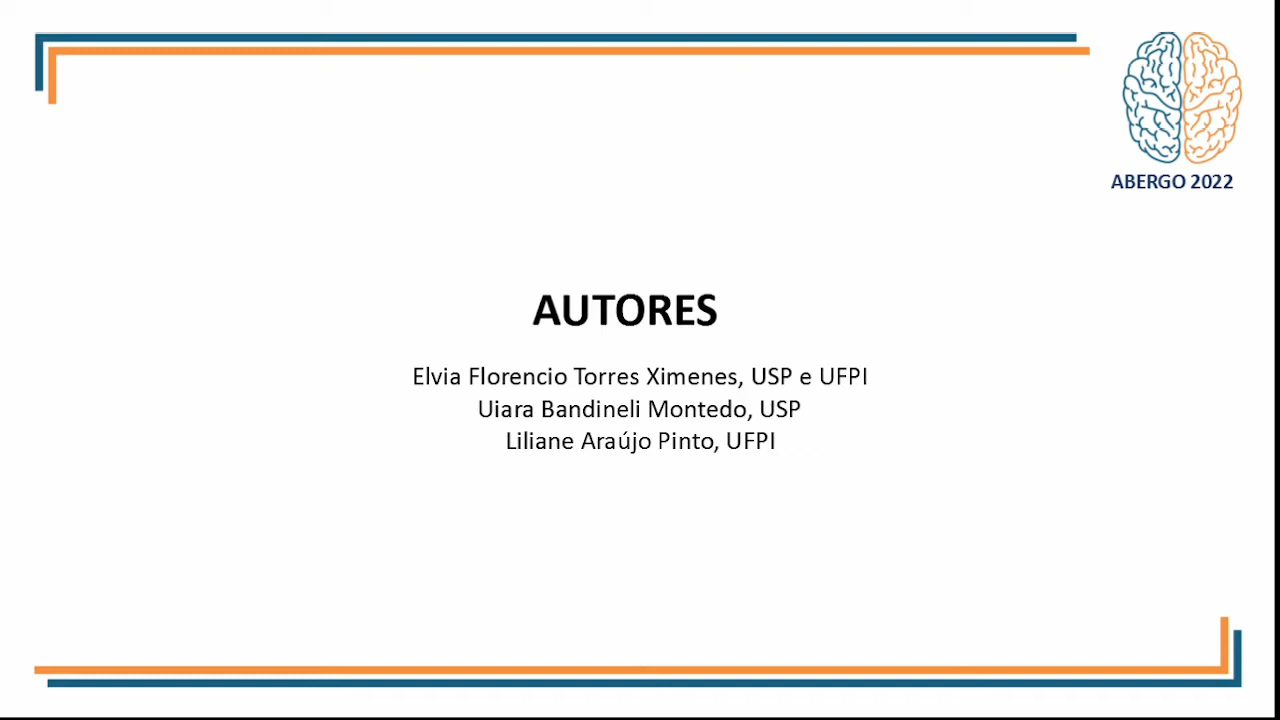 ABERGO 2022
AUTORES
Elvia Florencio Torres Ximenes, USP e UFPI
Uiara Bandineli Montedo, USP
Liliane Araújo Pinto, UFPI